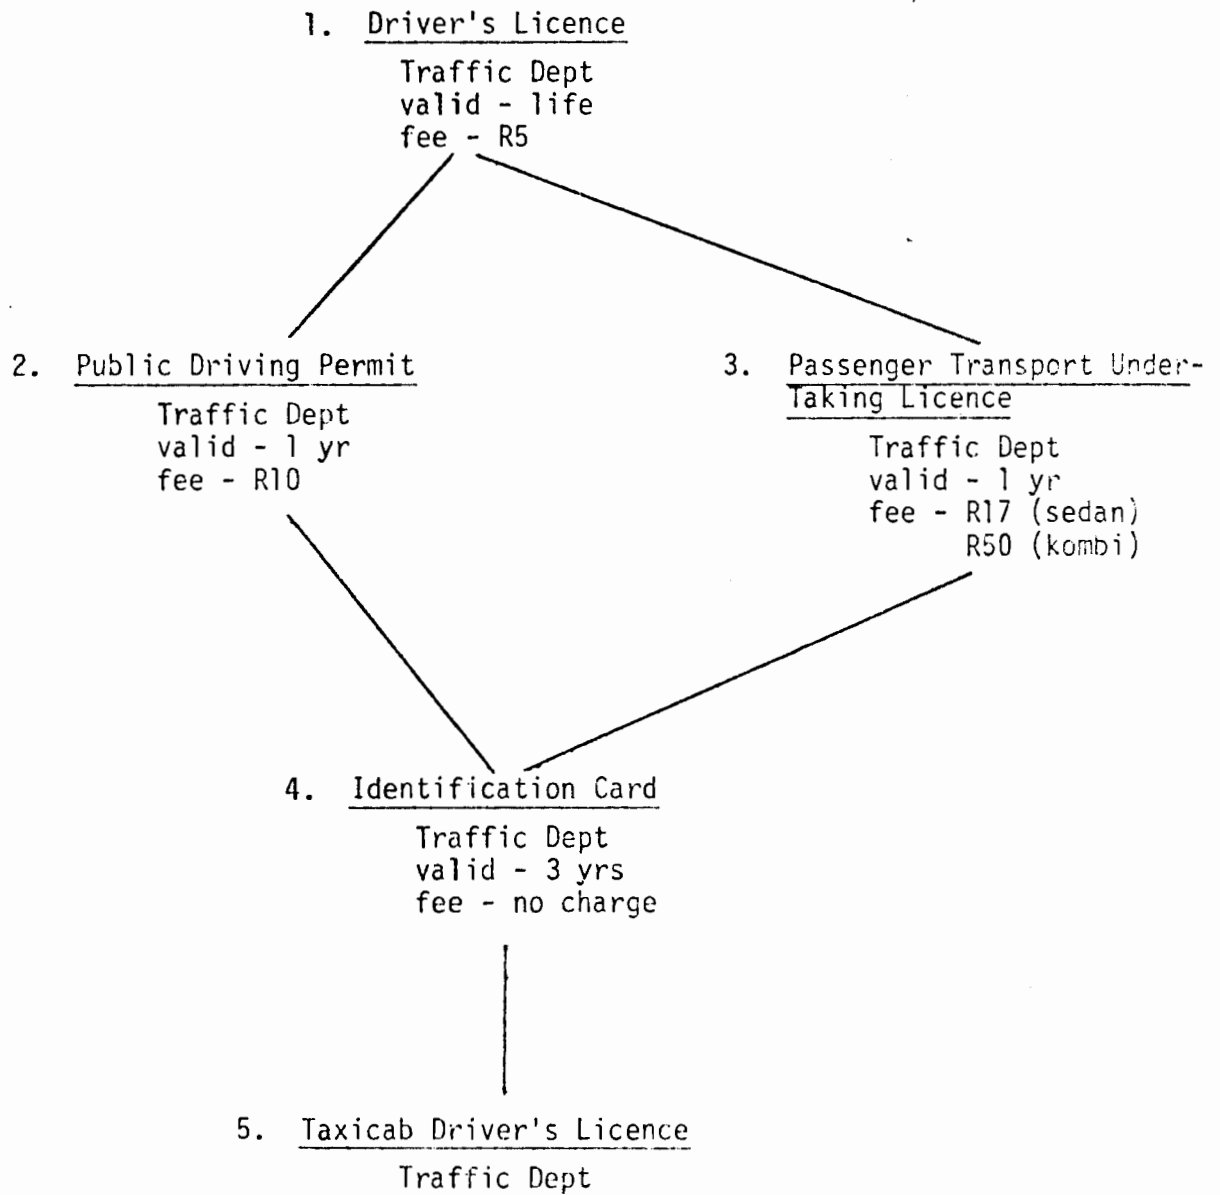 1. Driver's Licence
Traffic Dept
valid - life
fee - R5
2. Public Driving Permit
Traffic Dept
valid - 1 yr
fee - R10
3. Passenger Transport Under-
Taking Licence
Traffic Dept
valid - 1 yr
fee - R17 (sedan)
R50 (kombi)
4. Identification Card
Traffic Dept
valid - 3 yrs
fee - no charge
5. Taxicab Driver's Licence
Traffic Dept